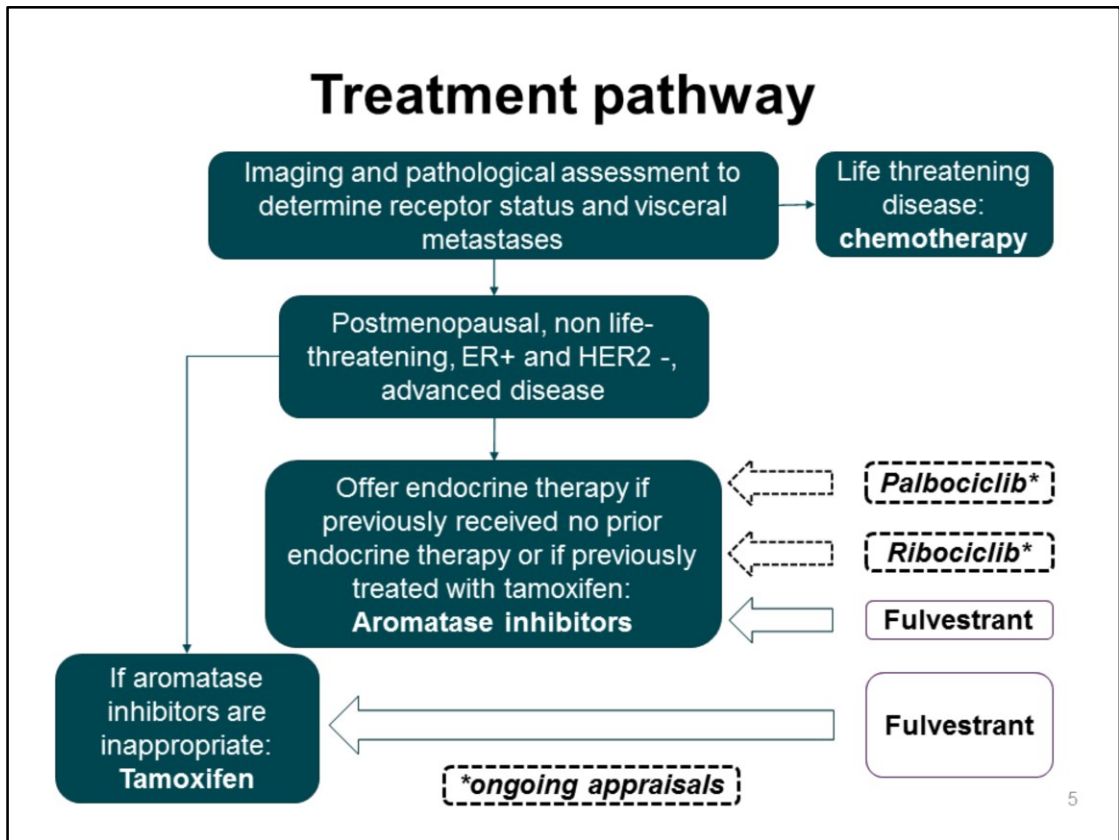 Treatment pathway
Imaging and pathological assessment to
determine receptor status and visceral
metastases
Life threatening
disease:
chemotherapy
Postmenopausal, non life-
threatening, ER+ and HER2 -,
advanced disease
Offer endocrine therapy if
previously received no prior
endocrine therapy or if previously
treated with tamoxifen:
Aromatase inhibitors
Palbociclib*
Ribociclib*
Fulvestrant
If aromatase
inhibitors are
inappropriate:
Tamoxifen
Fulvestrant
*ongoing appraisals
5